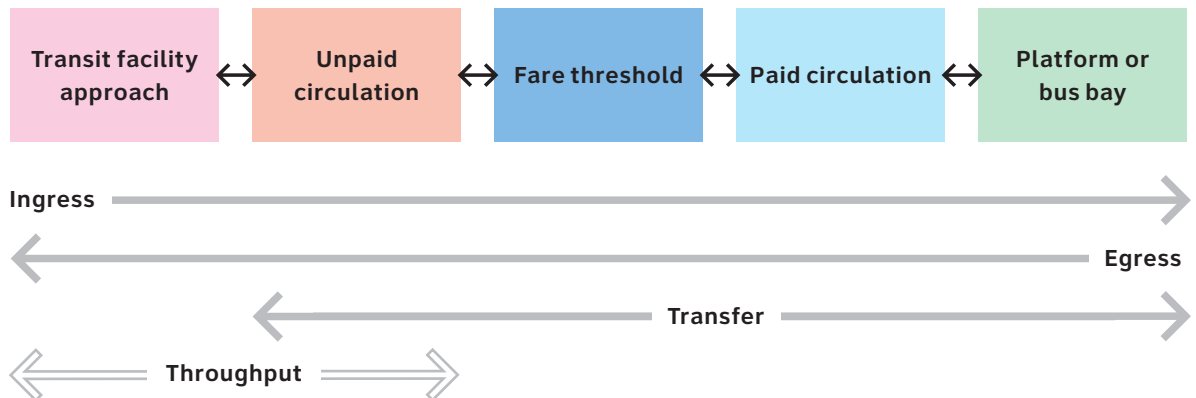 Transit facility
approach
Unpaid
circulation
Fare threshold
Paid circulation
Platform or
bus bay
Ingress
Egress
Transfer
Throughput